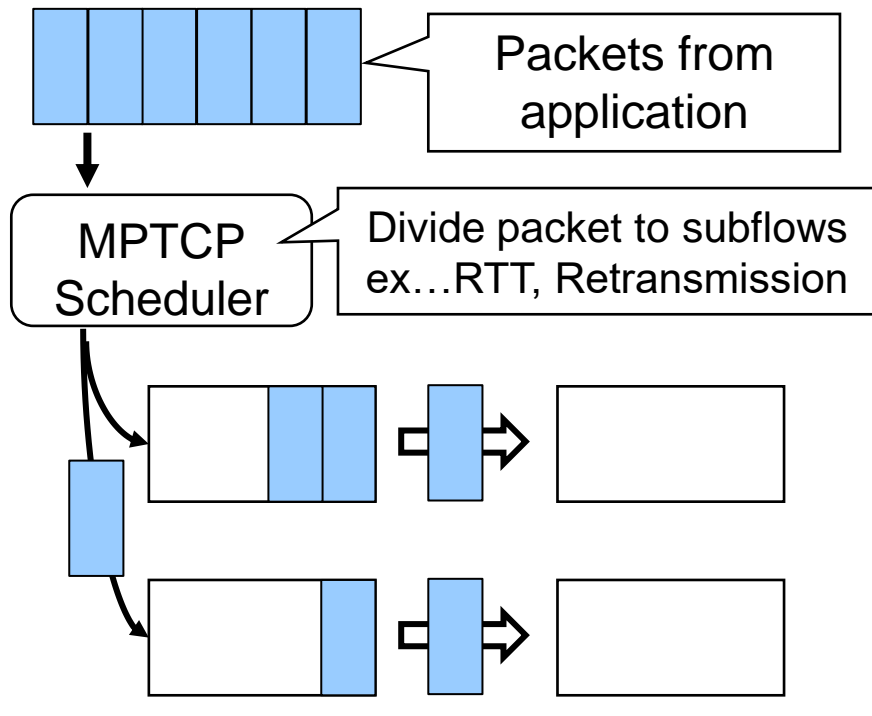 Packets from
application
MPTCP
Scheduler
Divide packet to subflows
ex…RTT, Retransmission